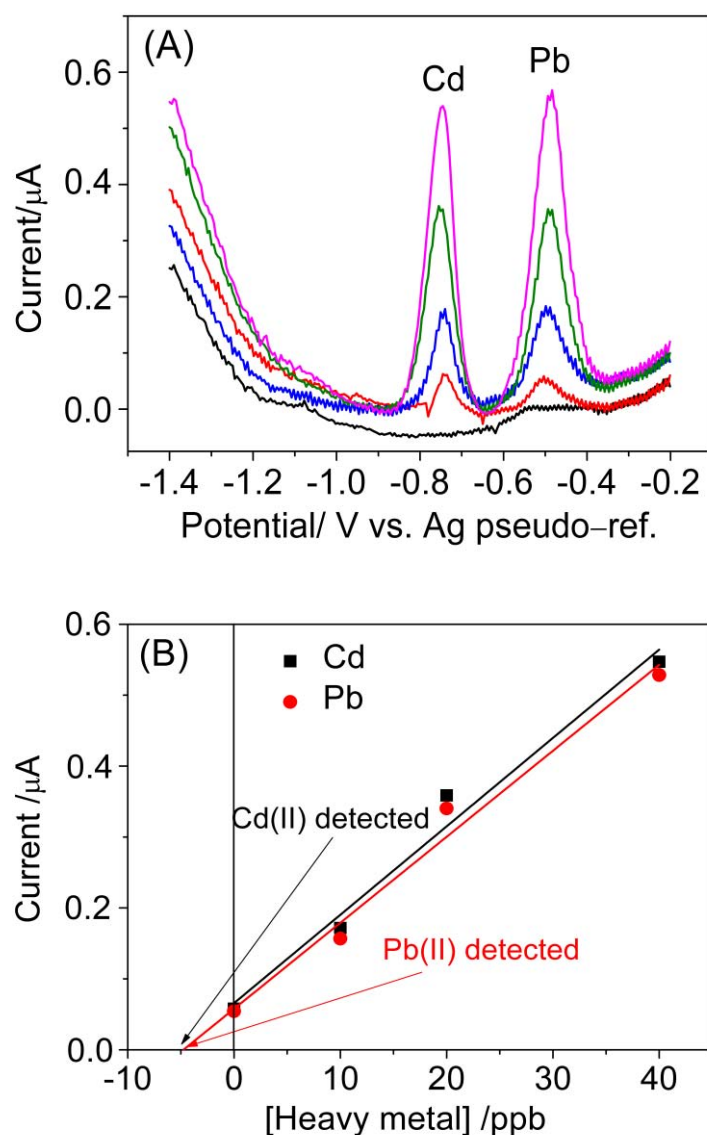 (A)
Cd
Pb
0.6
0.4
0.2
0.0
Current/μA
-1.4 -1.2 -1.0 -0.8 -0.6 -0.4 -0.2
Potential/ V vs. Ag pseudo–ref.
(B)
Cd
Pb
0.6
0.4
0.2
0.0
Current /μA
Cd(II) detected
Pb(II) detected
-10 0 10 20 30 40
[Heavy metal] /ppb